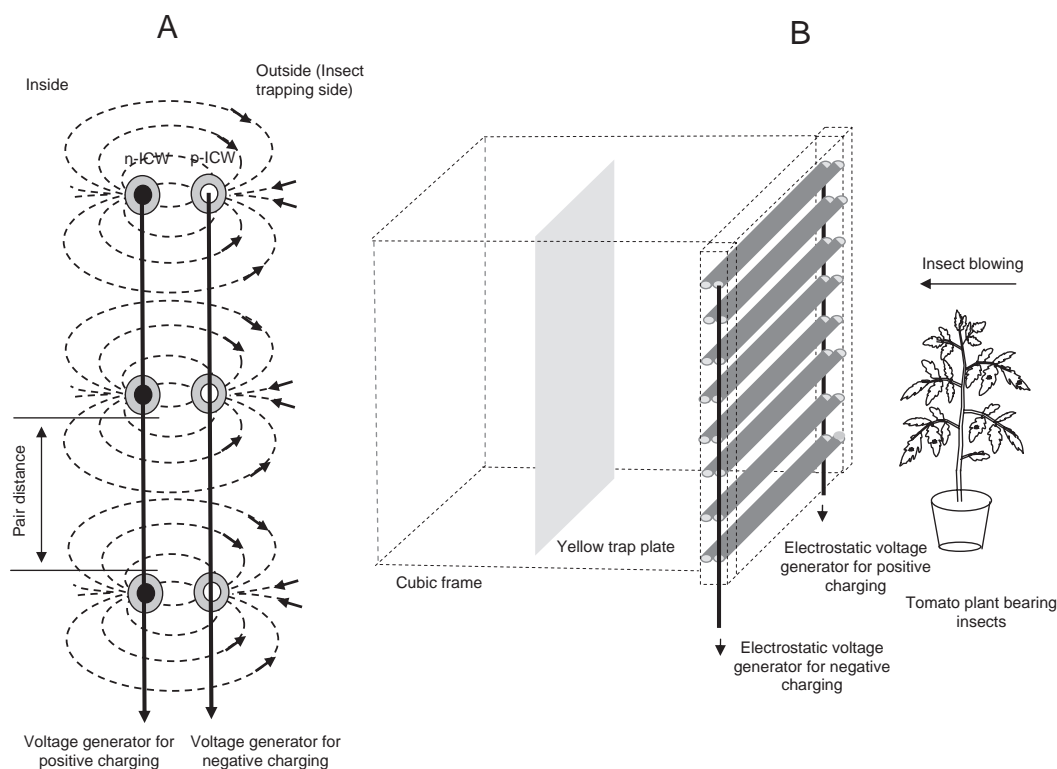 A
B
Inside
Outside (Insect
trapping side)
n-ICW
p-ICW
Pair distance
Voltage generator for
positive charging
Voltage generator for
negative charging
Insect blowing
Yellow trap plate
Cubic frame
Electrostatic voltage
generator for positive
charging
Tomato plant bearing
insects
Electrostatic voltage
generator for negative
charging